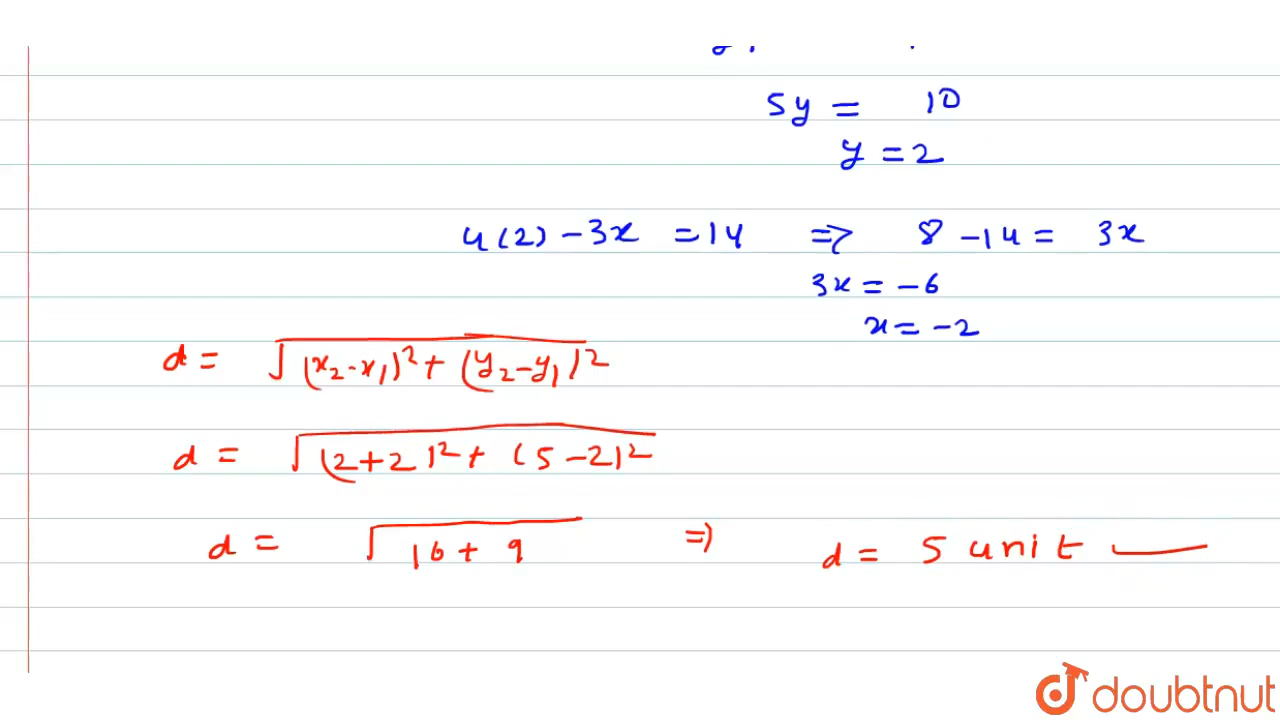 5y = 10
y = 2
4(2) - 3x = 14 => 8 - 14 = 3x
3x = -6
x = -2
d = √(x₂-x₁)² + (y₂-y₁)²
d = √(2+2)² + (5-2)²
d = √16 + 9 => d = 5 unit
doubtnut